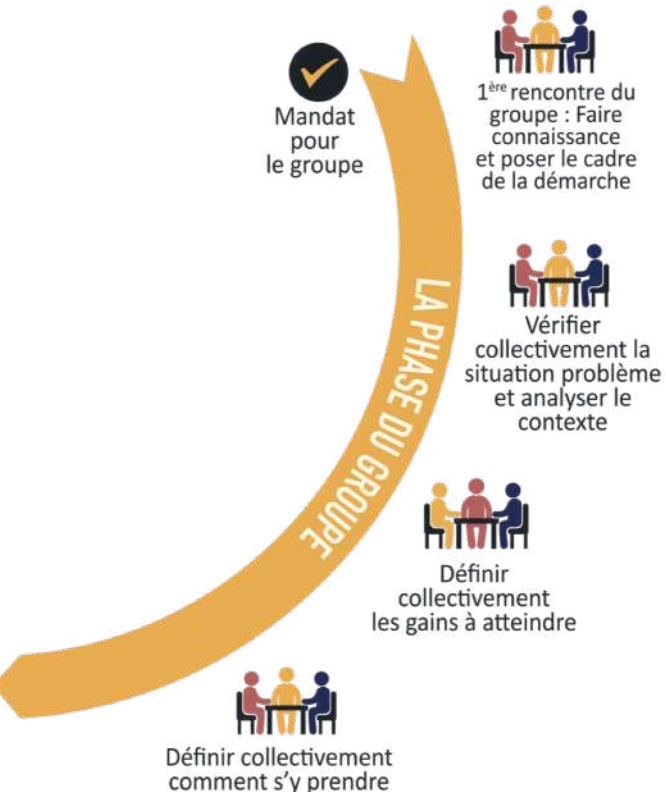 Mandat
pour
le groupe
1ère rencontre du
groupe : Faire
connaissance
et poser le cadre
de la démarche
LA PHASE DU GROUPE
Vérifier
collectivement la
situation problème
et analyser le
contexte
Définir
collectivement
les gains à atteindre
Définir collectivement
comment s’y prendre